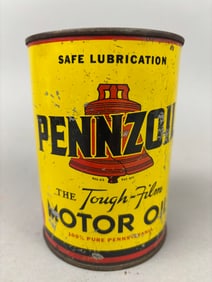 SAFE LUBRICATION
PENNZOIL
THE Tough-Film
MOTOR OIL
100% PURE PENNSYLVANIA